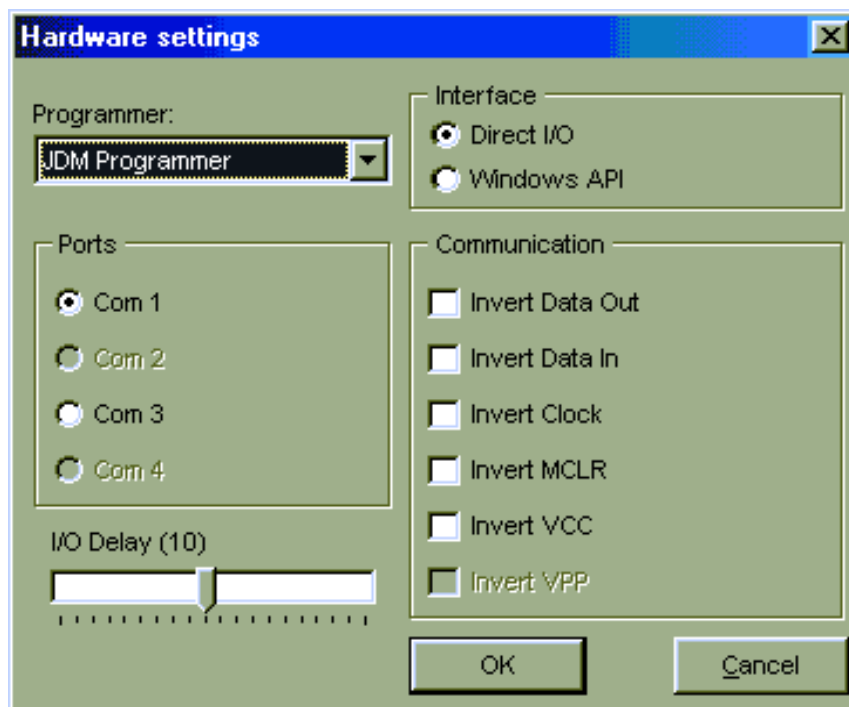 Hardware settings
Programmer:
JDM Programmer
Interface
Direct I/O
Windows API
Ports
Com 1
Com 2
Com 3
Com 4
Communication
Invert Data Out
Invert Data In
Invert Clock
Invert MCLR
Invert VCC
Invert VPP
I/O Delay (10)
OK
Cancel